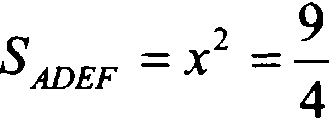 $S_{ADEF} = x^2 = \frac{9}{4}$